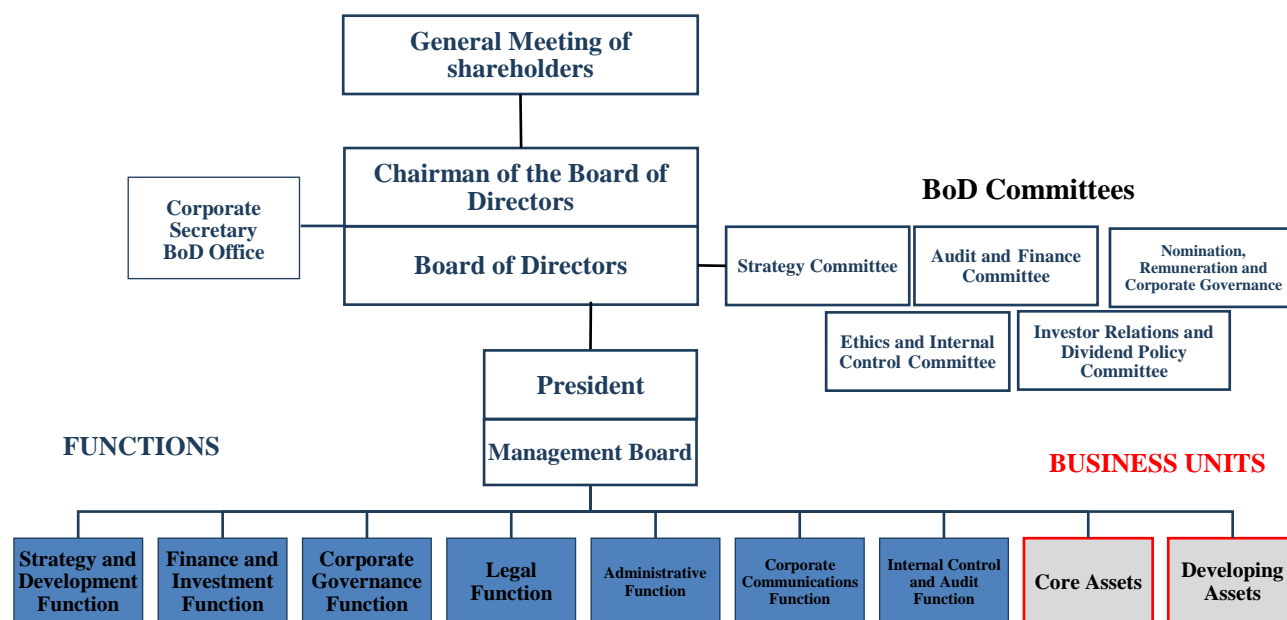 General Meeting of
shareholders
Chairman of the Board of
Directors
Corporate
Secretary
BoD Office
Board of Directors
BoD Committees
Strategy Committee
Audit and Finance
Committee
Nomination,
Remuneration and
Corporate Governance
Ethics and Internal
Control Committee
Investor Relations and
Dividend Policy
Committee
President
Management Board
FUNCTIONS
BUSINESS UNITS
Strategy and
Development
Function
Finance and
Investment
Function
Corporate
Governance
Function
Legal
Function
Administrative
Function
Corporate
Communications
Function
Internal Control
and Audit
Function
Core Assets
Developing
Assets